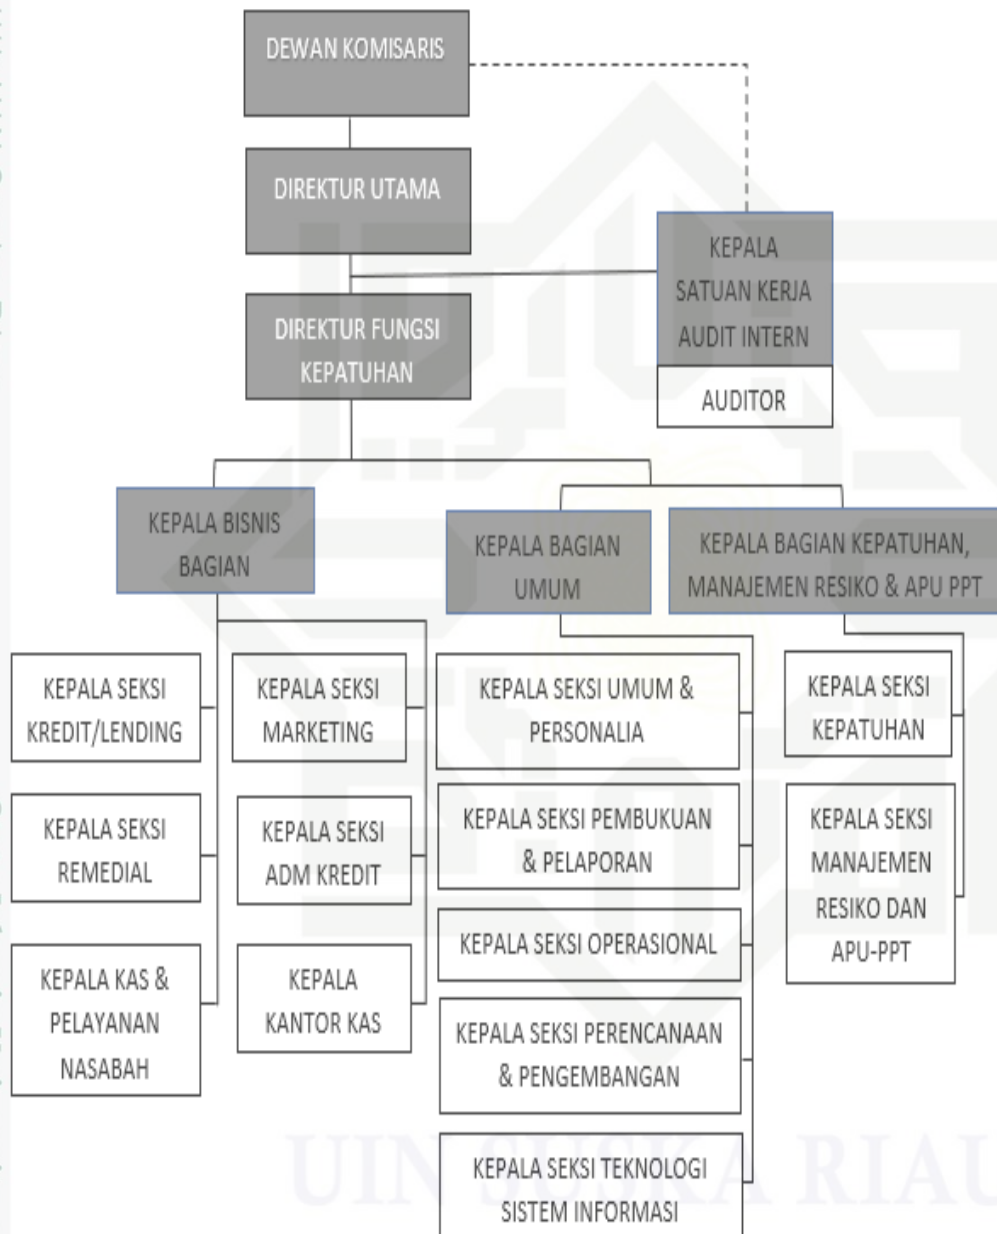 DEWAN KOMISARIS
DIREKTUR UTAMA
KEPALA
SATUAN KERJA
AUDIT INTERN
AUDITOR
DIREKTUR FUNGSI
KEPATUHAN
KEPALA BISNIS
BAGIAN
KEPALA BAGIAN
UMUM
KEPALA BAGIAN KEPATUHAN,
MANAJEMEN RESIKO & APU PPT
KEPALA SEKSI
KREDIT/LENDING
KEPALA SEKSI
REMEDIAL
KEPALA KAS &
PELAYANAN
NASABAH
KEPALA SEKSI
MARKETING
KEPALA SEKSI
ADM KREDIT
KEPALA
KANTOR KAS
KEPALA SEKSI UMUM &
PERSONALIA
KEPALA SEKSI PEMBUKUAN
& PELAPORAN
KEPALA SEKSI OPERASIONAL
KEPALA SEKSI PERENCANAAN
& PENGEMBANGAN
KEPALA SEKSI TEKNOLOGI
SISTEM INFORMASI
KEPALA SEKSI
KEPATUHAN
KEPALA SEKSI
MANAJEMEN
RESIKO DAN
APU-PPT
UIN SUSKA RIAU